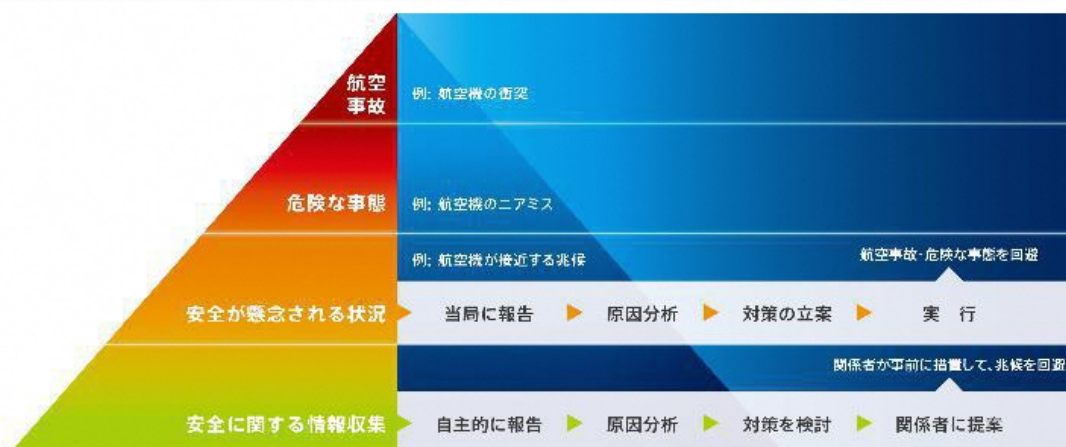 航空
事故
例: 航空機の衝突
危険な事態
例: 航空機のニアミス
例: 航空機が接近する兆候
航空事故・危険な事態を回避
安全が懸念される状況
当局に報告
原因分析
対策の立案
実 行
関係者が事前に措置して、兆候を回避
安全に関する情報収集
自主的に報告
原因分析
対策を検討
関係者に提案